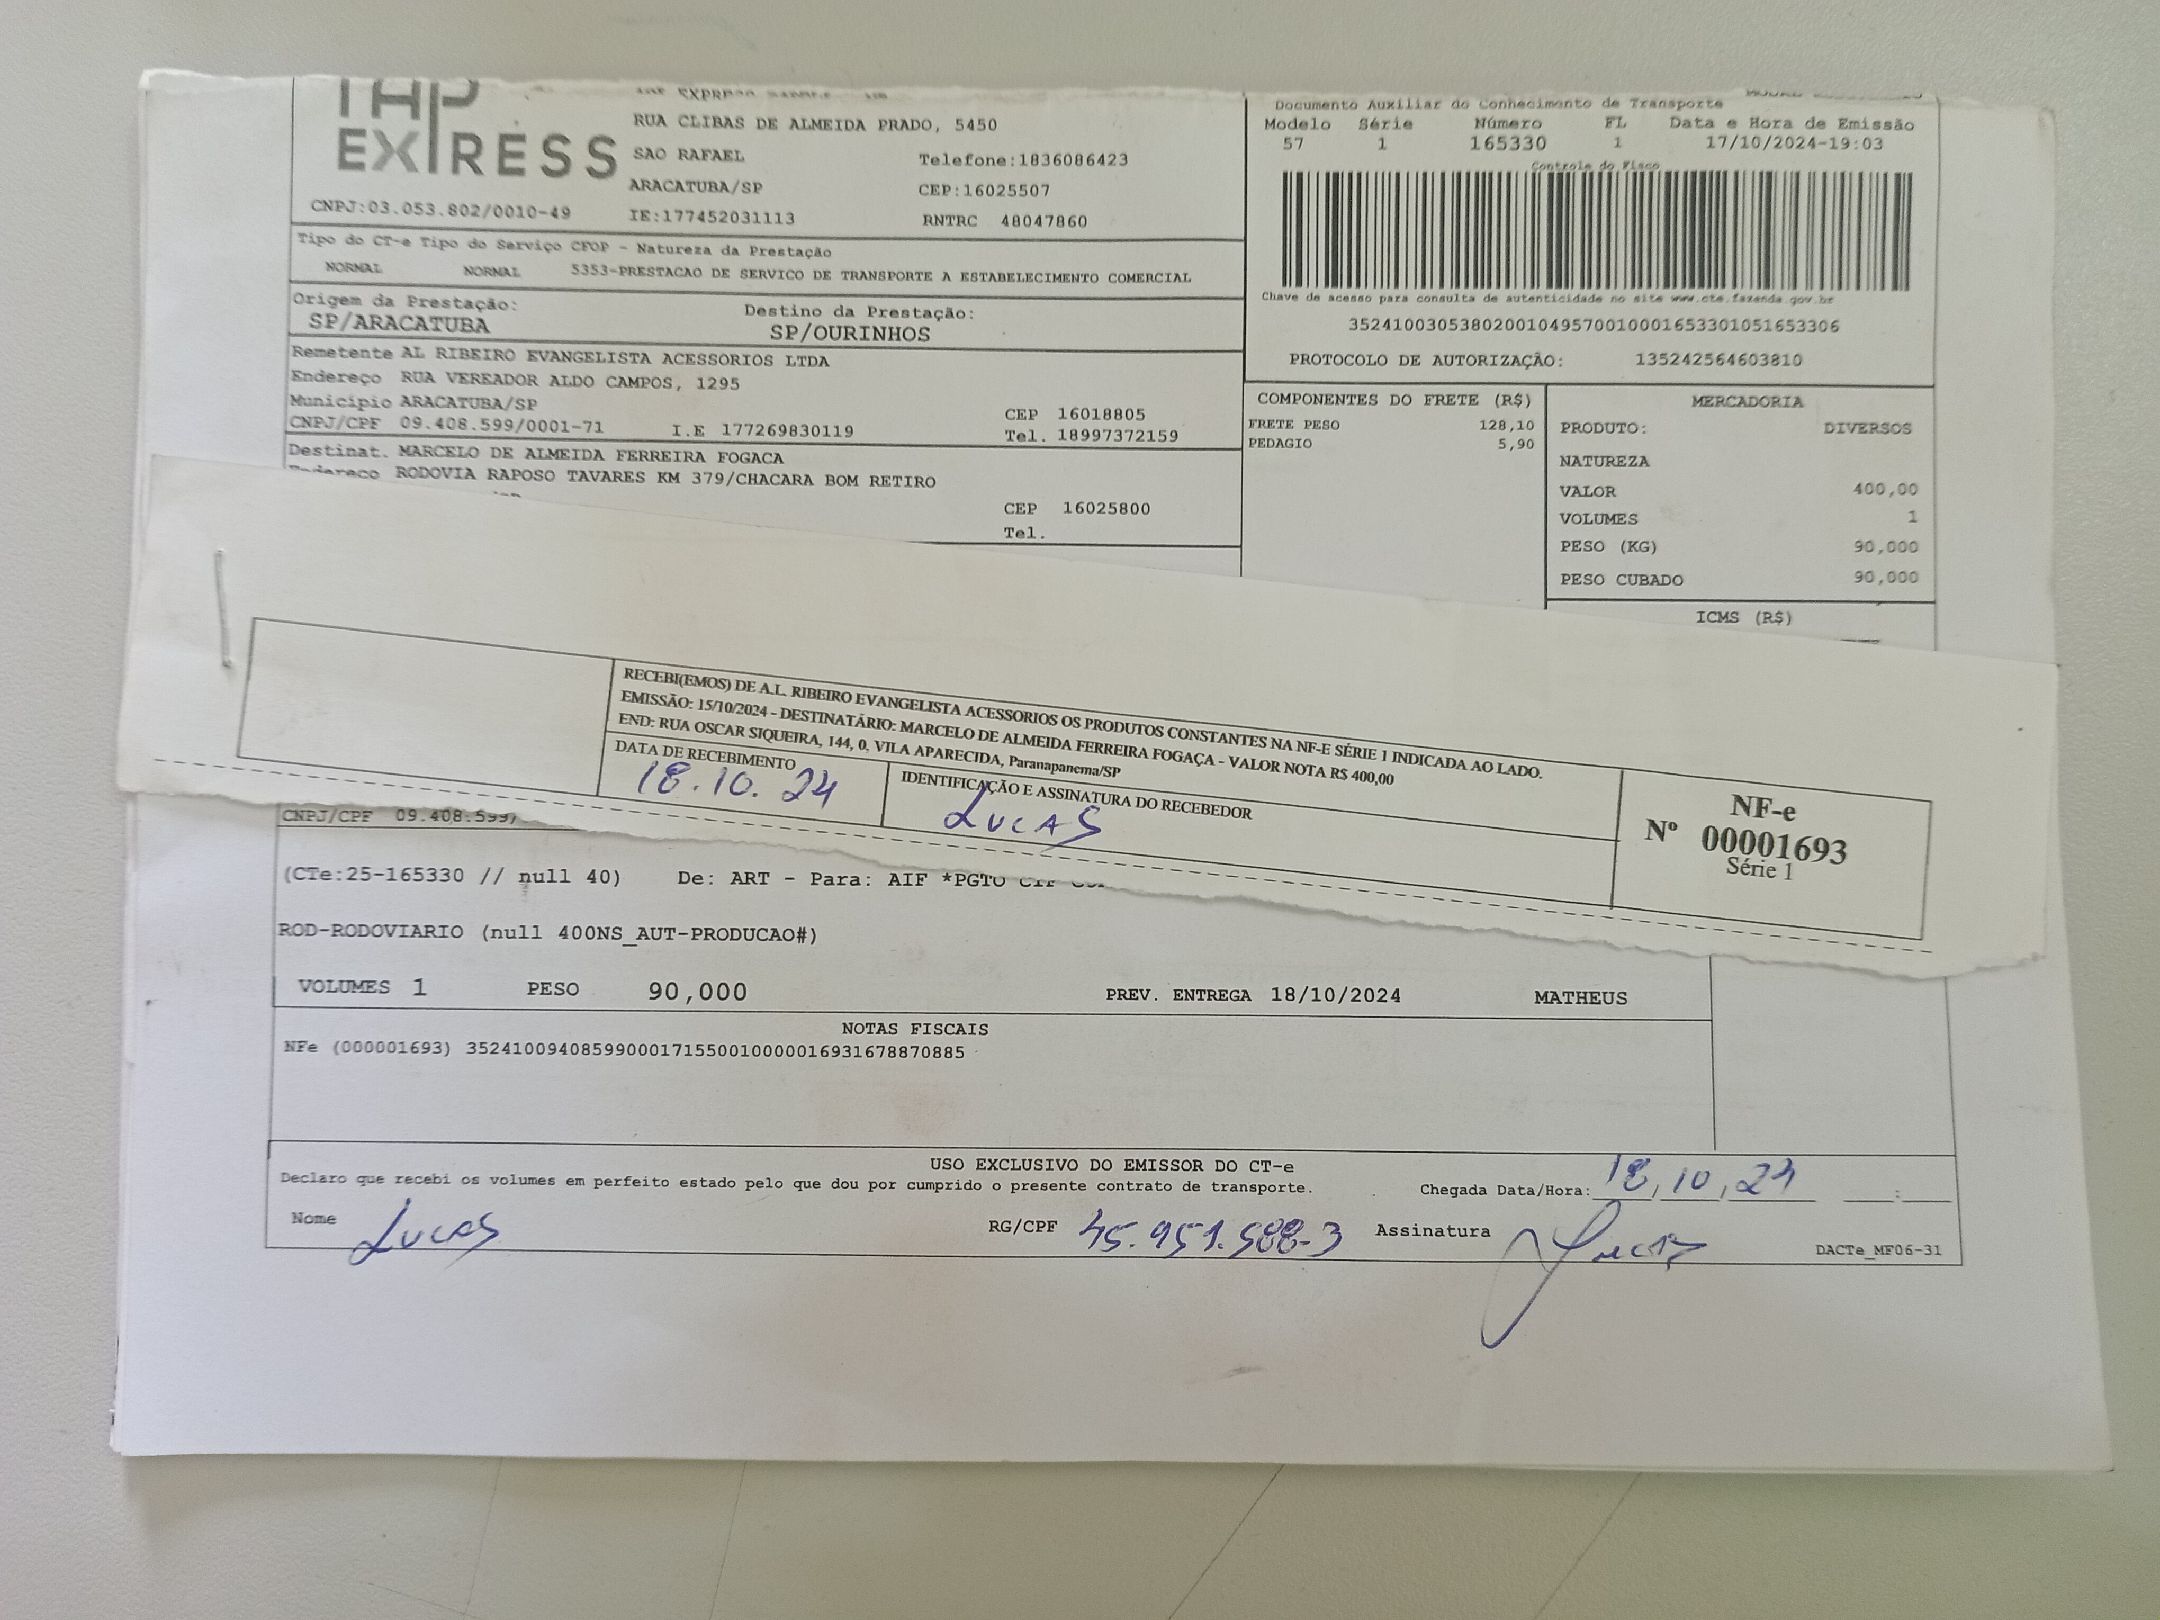 EXPRESS
RUA CLIBAS DE ALMEIDA PRADO, 5450
SAO RAFAEL Telefone:1836086423
ARACATUBA/SP CEP:16025507
CNPJ:03.053.802/0010-49 IE:177452031113 RNTRC 48047860
Documento Auxiliar do Conhecimento de Transporte
Modelo Série Número FL Data e Hora de Emissão
57 1 165330 1 17/10/2024-19:03
Controle do Fisco
Chave de acesso para consulta de autenticidade no site www.cte.fazenda.gov.br
35241003053802001049570010001653301051653306
PROTOCOLO DE AUTORIZAÇÃO: 135242564603810
Tipo do CT-e Tipo do Serviço CFOP - Natureza da Prestação
NORMAL NORMAL 5353-PRESTACAO DE SERVICO DE TRANSPORTE A ESTABELECIMENTO COMERCIAL
Origem da Prestação: Destino da Prestação:
SP/ARACATUBA SP/OURINHOS
Remetente AL RIBEIRO EVANGELISTA ACESSORIOS LTDA
Endereço RUA VEREADOR ALDO CAMPOS, 1295
Município ARACATUBA/SP CEP 16018805
CNPJ/CPF 09.408.599/0001-71 I.E 177269830119 Tel. 18997372159
Destinat. MARCELO DE ALMEIDA FERREIRA FOGACA
Endereço RODOVIA RAPOSO TAVARES KM 379/CHACARA BOM RETIRO
CEP 16025800
Tel.
COMPONENTES DO FRETE (R$)
FRETE PESO 128,10
PEDAGIO 5,90
MERCADORIA
PRODUTO: DIVERSOS
NATUREZA
VALOR 400,00
VOLUMES 1
PESO (KG) 90,000
PESO CUBADO 90,000
ICMS (R$)
RECEBI(EMOS) DE A.L. RIBEIRO EVANGELISTA ACESSORIOS OS PRODUTOS CONSTANTES NA NF-E SÉRIE 1 INDICADA AO LADO.
EMISSÃO: 15/10/2024 - DESTINATÁRIO: MARCELO DE ALMEIDA FERREIRA FOGAÇA - VALOR NOTA R$ 400,00
END: RUA OSCAR SIQUEIRA, 144, 0, VILA APARECIDA, Paranapanema/SP
DATA DE RECEBIMENTO IDENTIFICAÇÃO E ASSINATURA DO RECEBEDOR
18.10.24 LUCAS
NF-e
Nº 00001693
Série 1
CNPJ/CPF 09.408.599/
(CTe:25-165330 // null 40) De: ART - Para: AIF *PGTO CIF
ROD-RODOVIARIO (null 400NS_AUT-PRODUCAO#)
VOLUMES 1 PESO 90,000 PREV. ENTREGA 18/10/2024 MATHEUS
NOTAS FISCAIS
NFe (000001693) 35241009408599000171550010000016931678870885
USO EXCLUSIVO DO EMISSOR DO CT-e
Declaro que recebi os volumes em perfeito estado pelo que dou por cumprido o presente contrato de transporte. Chegada Data/Hora: 18,10,24 :
Nome Lucas RG/CPF 45.951.588-3 Assinatura
DACTe_MF06-31